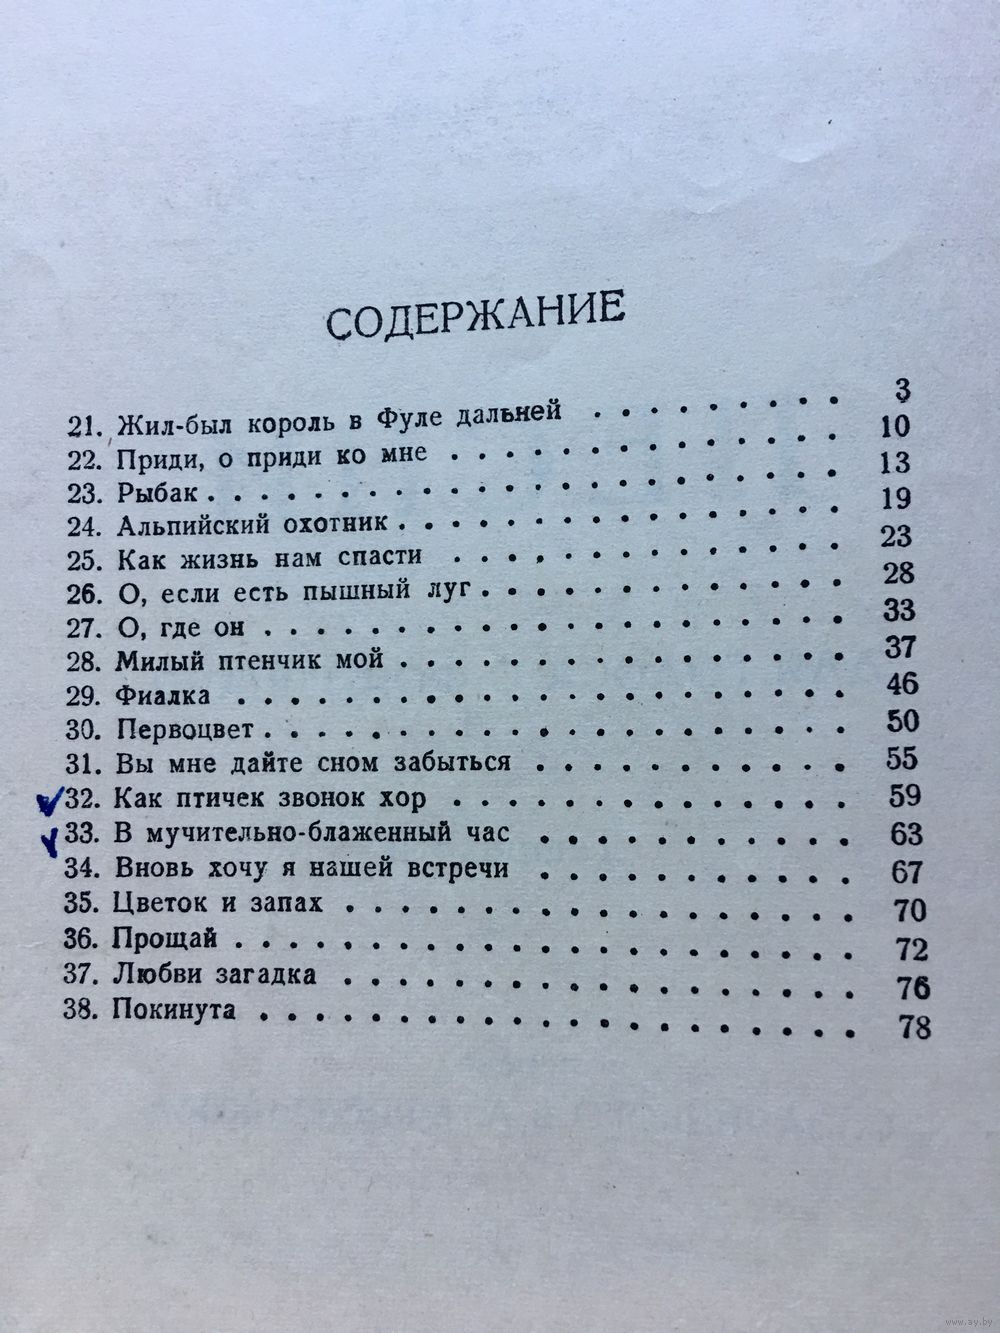 СОДЕРЖАНИЕ
21. Жил-был король в Фуле дальней . . . . . . . . . 3
22. Приди, о приди ко мне . . . . . . . . . . . . . . 10
23. Рыбак . . . . . . . . . . . . . . . . . . . . . . 13
24. Альпийский охотник . . . . . . . . . . . . . . . . 19
25. Как жизнь нам спасти . . . . . . . . . . . . . . 23
26. О, если есть пышный луг . . . . . . . . . . . . . 28
27. О, где он . . . . . . . . . . . . . . . . . . . . 33
28. Милый птенчик мой . . . . . . . . . . . . . . . . 37
29. Фиалка . . . . . . . . . . . . . . . . . . . . . 46
30. Первоцвет . . . . . . . . . . . . . . . . . . . . 50
31. Вы мне дайте сном забыться . . . . . . . . . . . 55
32. Как птичек звонок хор . . . . . . . . . . . . . . 59
33. В мучительно-блаженный час . . . . . . . . . . . 63
34. Вновь хочу я нашей встречи . . . . . . . . . . . 67
35. Цветок и запах . . . . . . . . . . . . . . . . . 70
36. Прощай . . . . . . . . . . . . . . . . . . . . . 72
37. Любви загадка . . . . . . . . . . . . . . . . . . 76
38. Покинута . . . . . . . . . . . . . . . . . . . . 78
www.ay.by